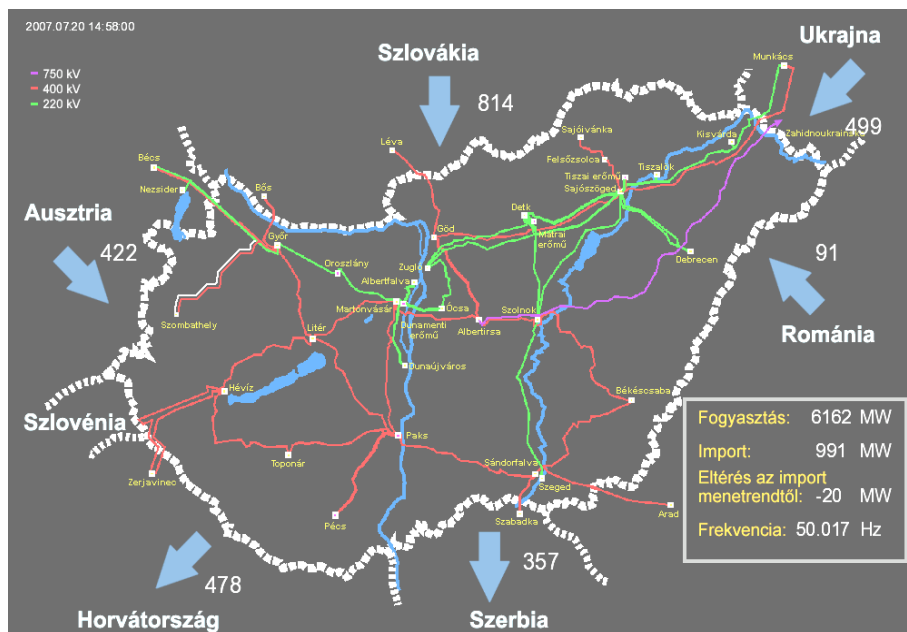 2007.07.20 14:58:00
750 kV
400 kV
220 kV
Szlovákia
814
Ukrajna
499
Munkács
Zahidnoukrainska
Kisvárda
Sajóivánka
Felsőzsolca
Tiszai erőmű
Tiszalök
Sajószöged
Léva
Bécs
Nezsider
Bős
Ausztria
422
Győr
Detk
Mátrai
erőmű
Göd
Debrecen
91
Románia
Oroszlány
Zugló
Albertfalva
Martonvásár
Ócsa
Dunamenti
erőmű
Albertirsa
Szolnok
Szombathely
Litér
Dunaújváros
Hévíz
Békéscsaba
Szlovénia
Paks
Toponár
Zerjavinec
Sándorfalva
Szeged
Pécs
Szabadka
Arad
Fogyasztás: 6162 MW
Import: 991 MW
Eltérés az import
menetrendtől: -20 MW
Frekvencia: 50.017 Hz
478
Horvátország
357
Szerbia